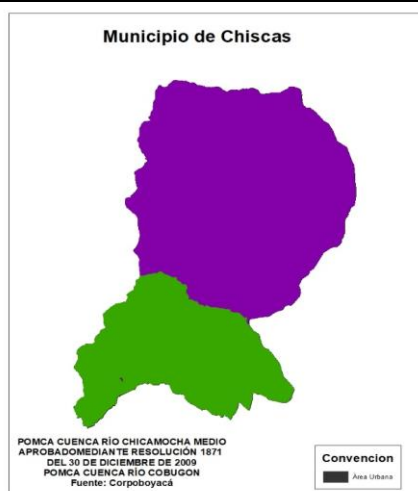 Municipio de Chiscas
POMCA CUENCA RÍO CHICAMOCHA MEDIO
APROBADOMEDIANTE RESOLUCIÓN 1871
DEL 30 DE DICIEMBRE DE 2009
POMCA CUENCA RÍO COBUGON
Fuente: Corpoboyacá
Convencion
Área Urbana